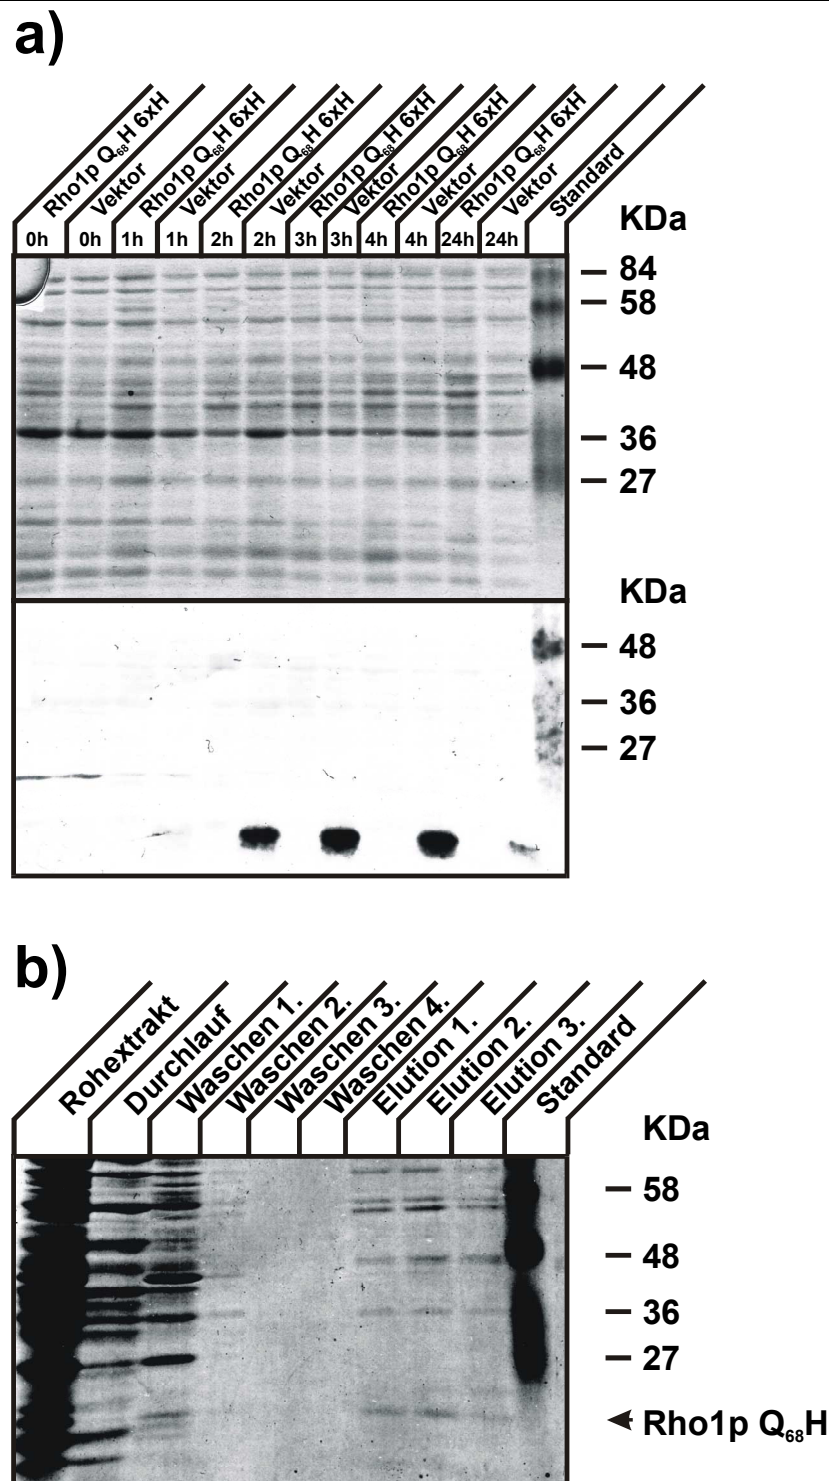 a)
Rho1p Q68H 6xH
Vektor
Rho1p Q68H 6xH
Vektor
Rho1p Q68H 6xH
Vektor
Rho1p Q68H 6xH
Vektor
Rho1p Q68H 6xH
Vektor
Rho1p Q68H 6xH
Vektor
Standard
0h 0h 1h 1h 2h 2h 3h 3h 4h 4h 24h 24h
KDa
84
58
48
36
27
KDa
48
36
27
b)
Rohextrakt
Durchlauf
Waschen 1.
Waschen 2.
Waschen 3.
Waschen 4.
Elution 1.
Elution 2.
Elution 3.
Standard
KDa
58
48
36
27
Rho1p Q68H